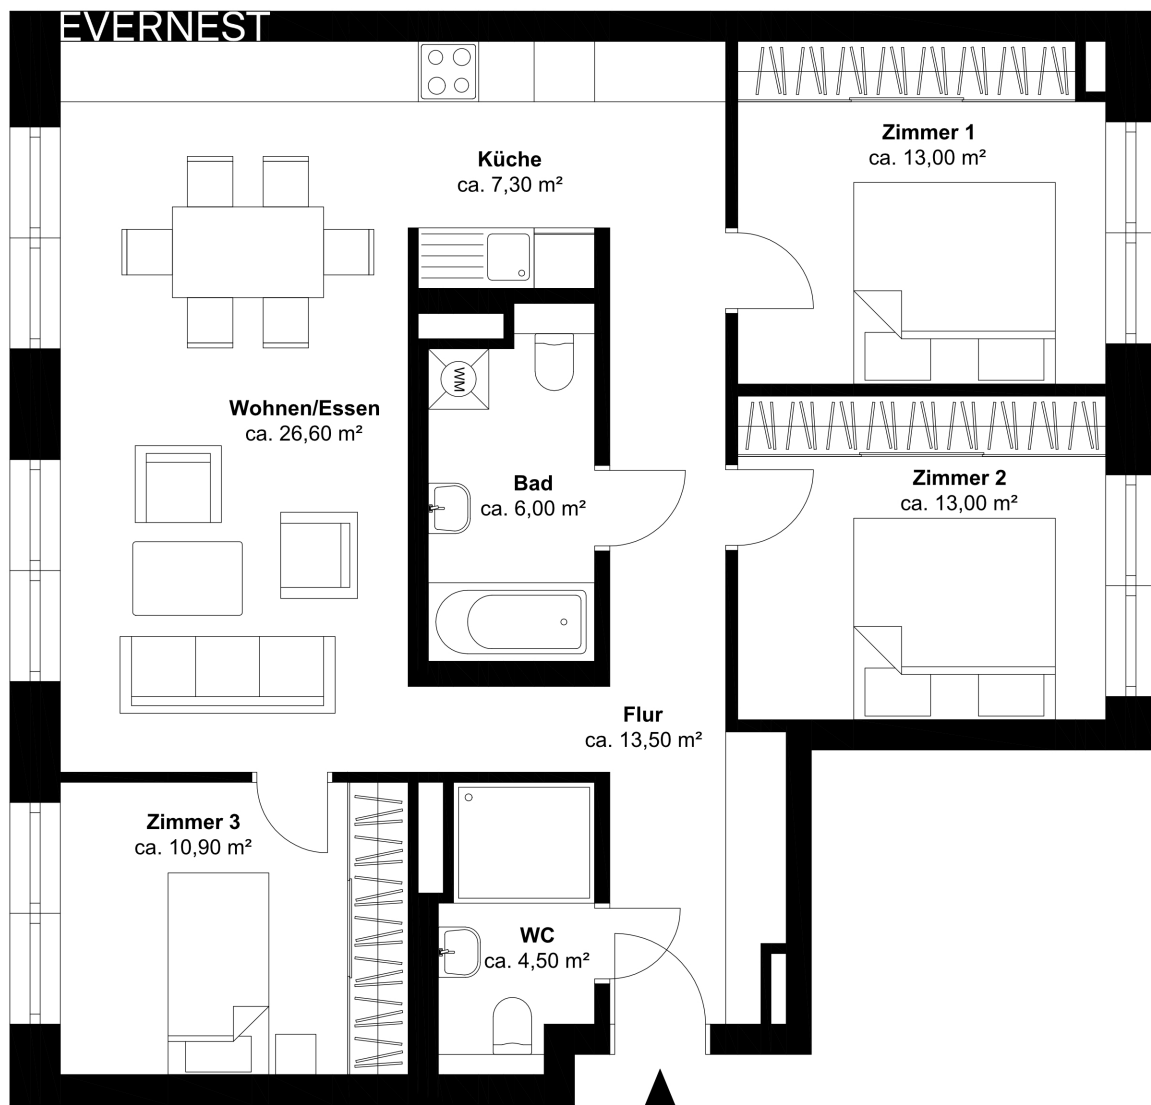 EVERNEST
Zimmer 1
ca. 13,00 m²
Küche
ca. 7,30 m²
WM
Wohnen/Essen
ca. 26,60 m²
Bad
ca. 6,00 m²
Zimmer 2
ca. 13,00 m²
Flur
ca. 13,50 m²
Zimmer 3
ca. 10,90 m²
WC
ca. 4,50 m²